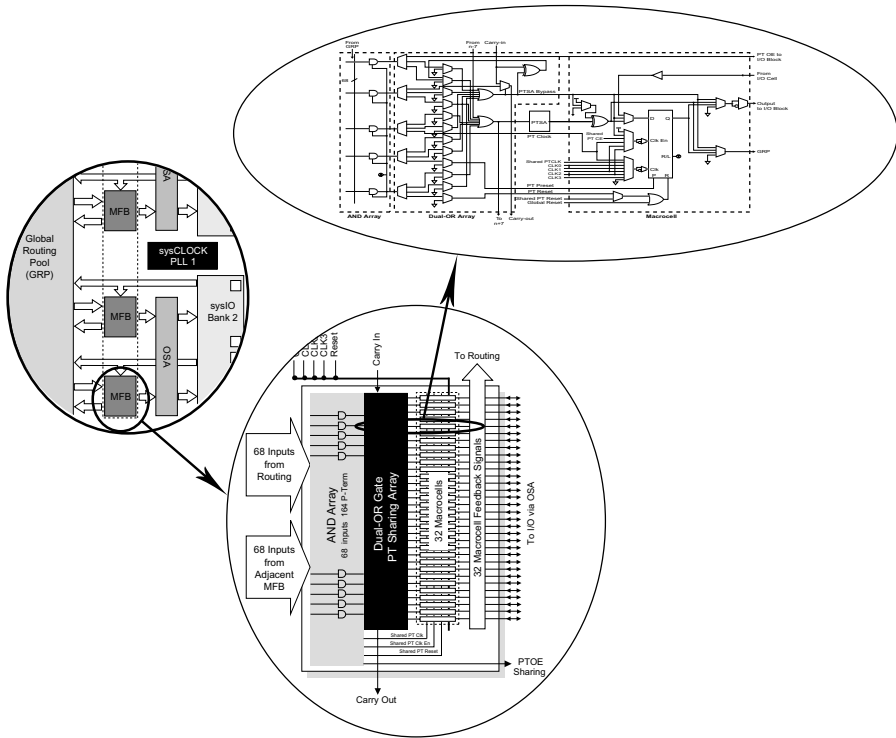 From
GRP
From
n-7
Carry-in
PT OE to
I/O Block
From
I/O Cell
68
PTSA Bypass
PTSA
PT Clock
Shared
PT CE
Clk En
D
Q
Output
to I/O Block
R/L
GRP
Shared PTCLK
CLK0
CLK1
CLK2
CLK3
Clk
P
R
PT Preset
PT Reset
Shared PT Reset
Global Reset
AND Array
Dual-OR Array
To
n+7
Carry-out
Macrocell
OSA
MFB
Global
Routing
Pool
(GRP)
sysCLOCK
PLL 1
MFB
sysIO
Bank 2
OSA
MFB
CLK3
Reset
Carry In
To Routing
68 Inputs
from
Routing
AND Array
68 inputs 164 P-Term
Dual-OR Gate
PT Sharing Array
32 Macrocells
32 Macrocell Feedback Signals
To I/O via OSA
68 Inputs
from
Adjacent
MFB
Shared PT Clk
Shared PT Clk En
Shared PT Reset
PTOE
Sharing
Carry Out